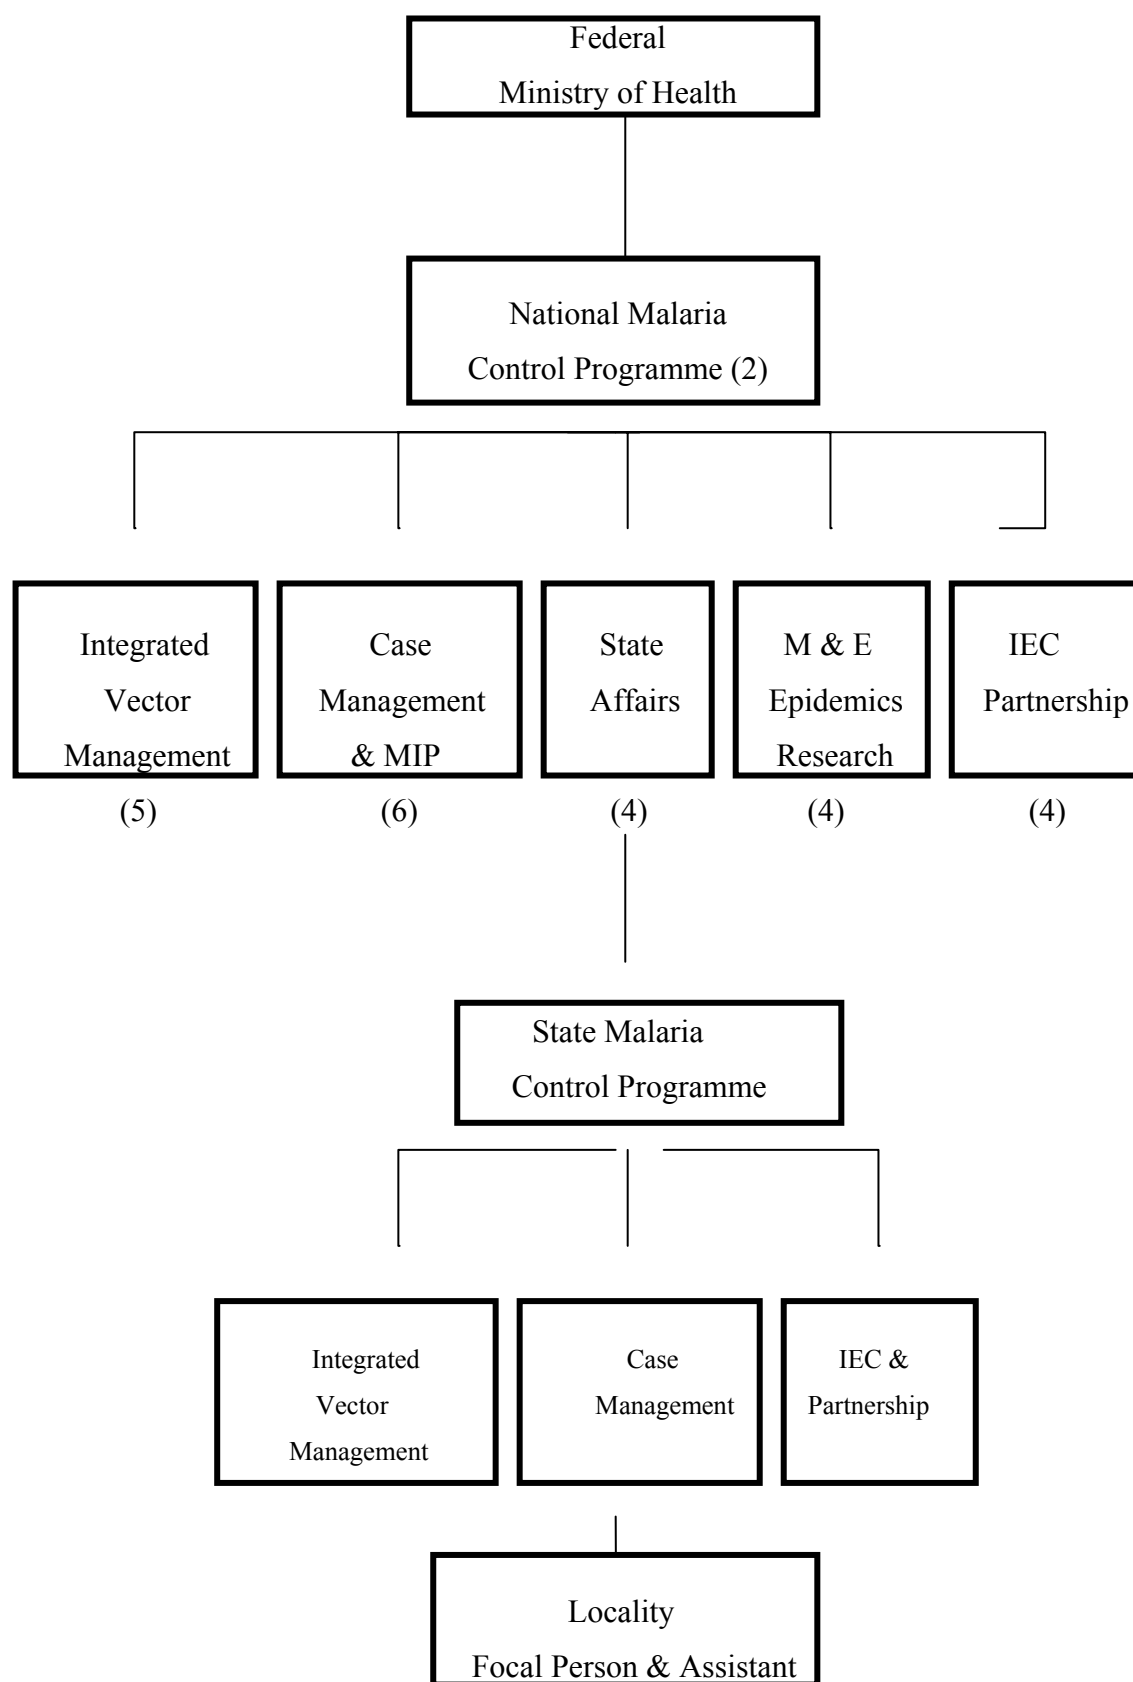 Federal
Ministry of Health
National Malaria
Control Programme (2)
Integrated
Vector
Management
(5)
Case
Management
& MIP
(6)
State
Affairs
(4)
M & E
Epidemics
Research
(4)
IEC
Partnership
(4)
State Malaria
Control Programme
Integrated
Vector
Management
Case
Management
IEC &
Partnership
Locality
Focal Person & Assistant